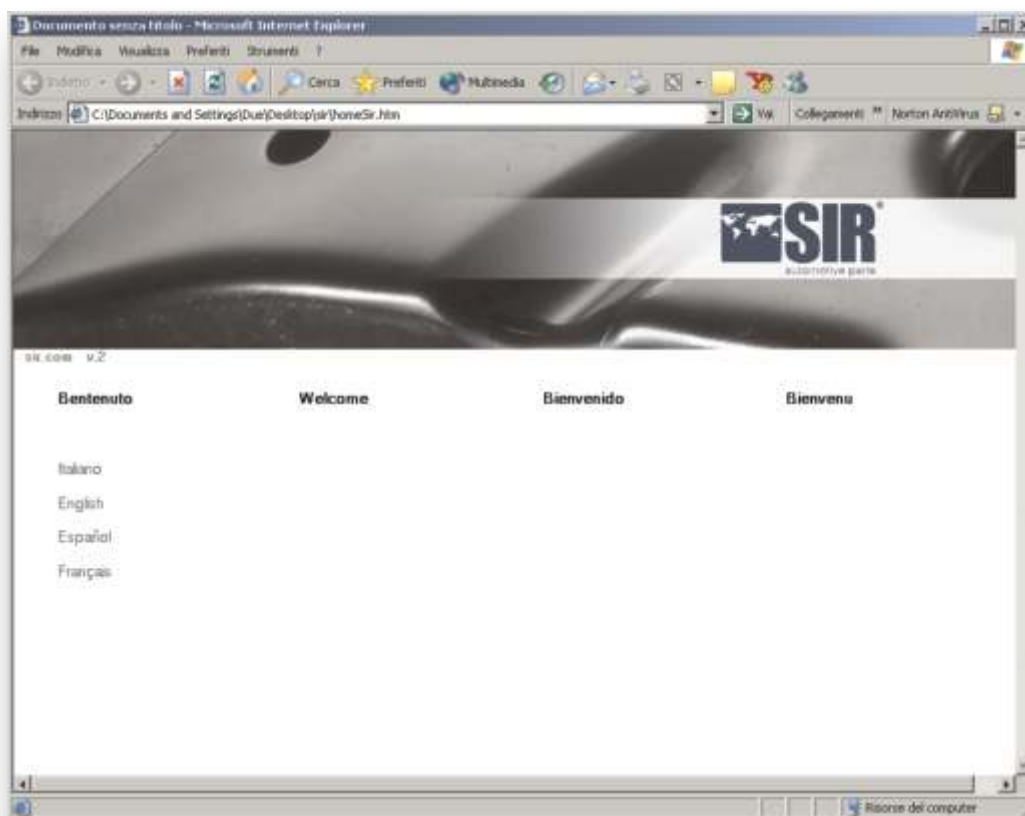 Documento senza titolo - Microsoft Internet Explorer
File Modifica Visualizza Preferiti Strumenti ?
Indietro Cerca Preferiti Multimedia
Indirizzo C:\Documents and Settings\Due\Desktop\sir\homeSir.htm Vai Collegamenti » Norton AntiVirus
SIR®
automotive parts
sir.com v.2
Bentenuto Welcome Bienvenido Bienvenu
Italiano
English
Español
Français
Risorse del computer